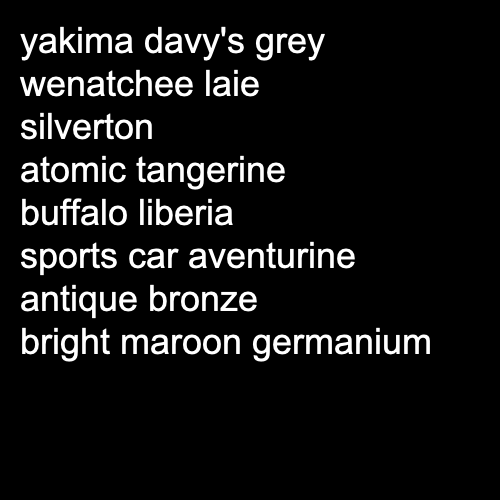 yakima davy's grey
wenatchee laie
silverton
atomic tangerine
buffalo liberia
sports car aventurine
antique bronze
bright maroon germanium